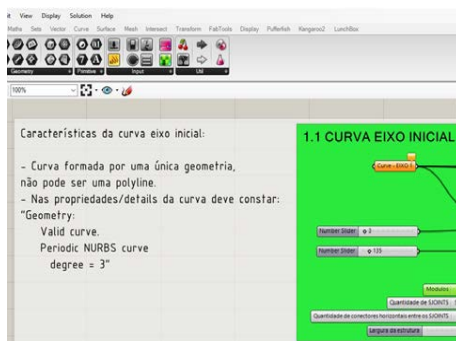 View Display Solution Help
Maths Sets Vector Curve Surface Mesh Intersect Transform FabTools Display Pufferfish Kangaroo2 LunchBox
Geometry Primitive Input Util
100%
Características da curva eixo inicial:
- Curva formada por uma única geometria,
não pode ser uma polyline.
- Nas propriedades/details da curva deve constar:
"Geometry:
Valid curve.
Periodic NURBS curve
degree = 3"
1.1 CURVA EIXO INICIAL
Curve - EIXO
Number Slider 3
Number Slider 135
Módulos
Quantidade de SJOINTS
Quantidade de conectores horizontais entre os SJOINTS
Largura da estrutura